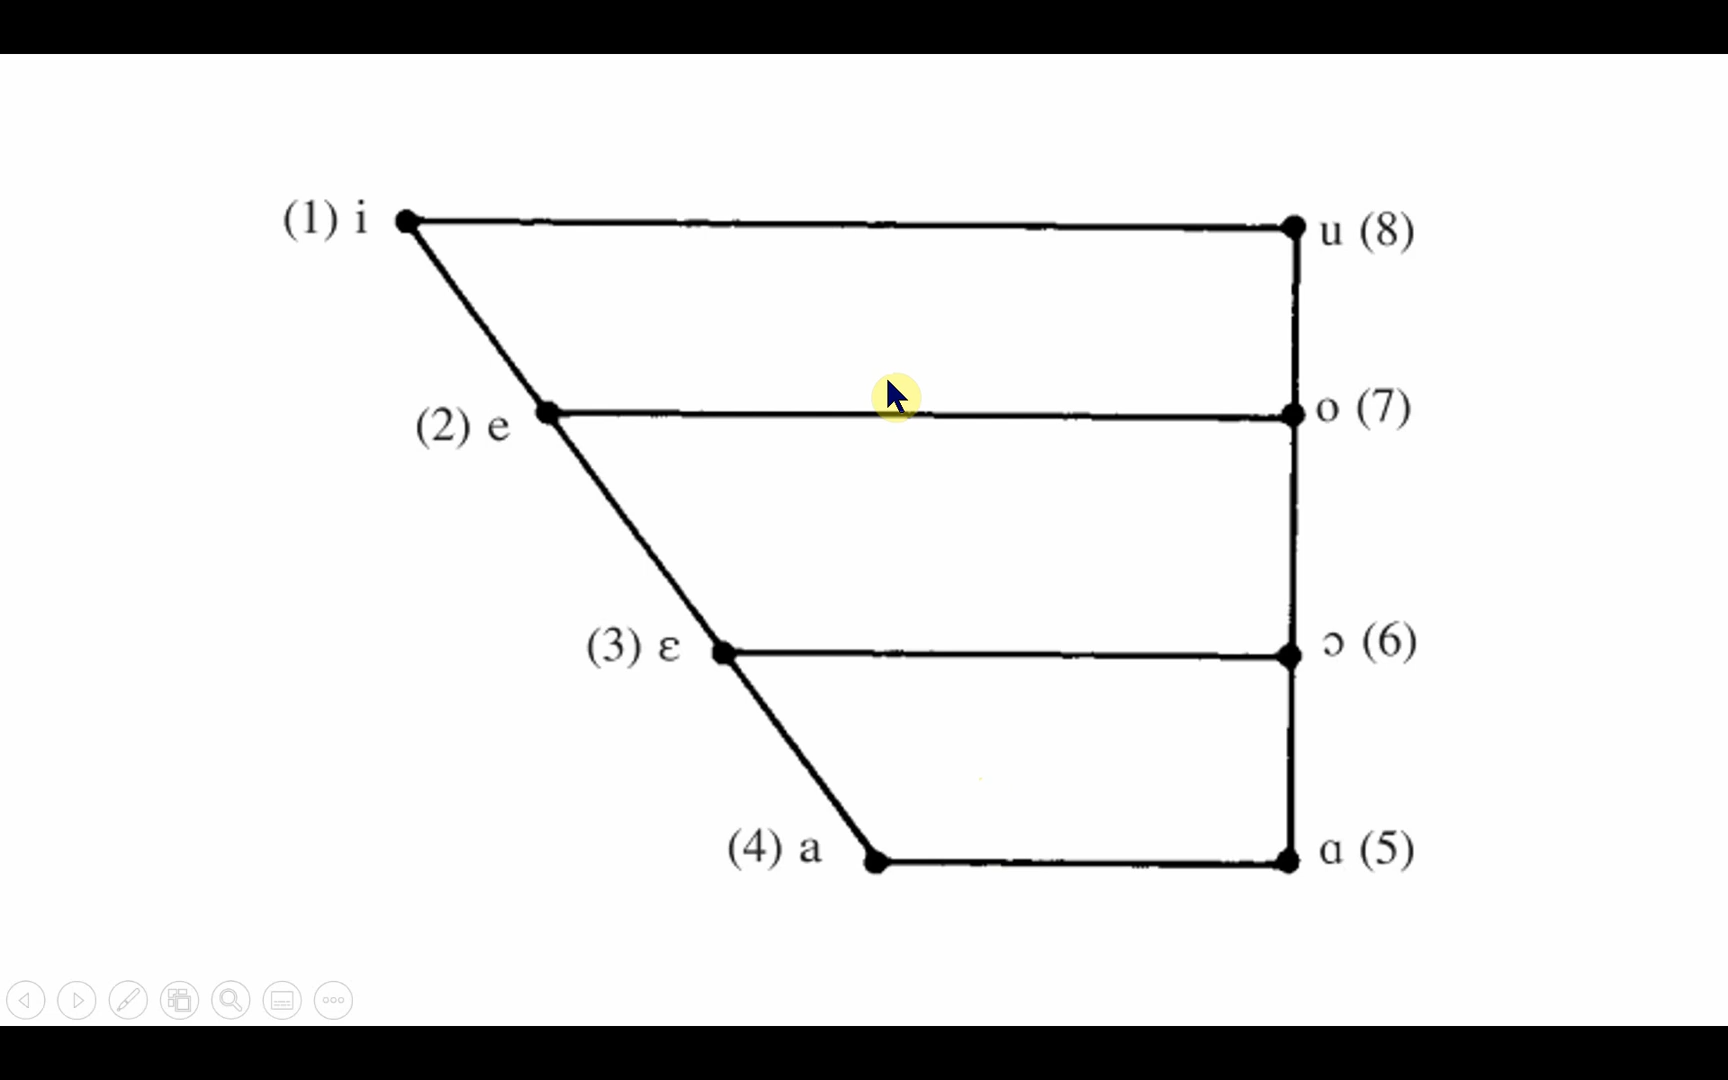 (1) i u (8)
(2) e o (7)
(3) ɛ ɔ (6)
(4) a ɑ (5)